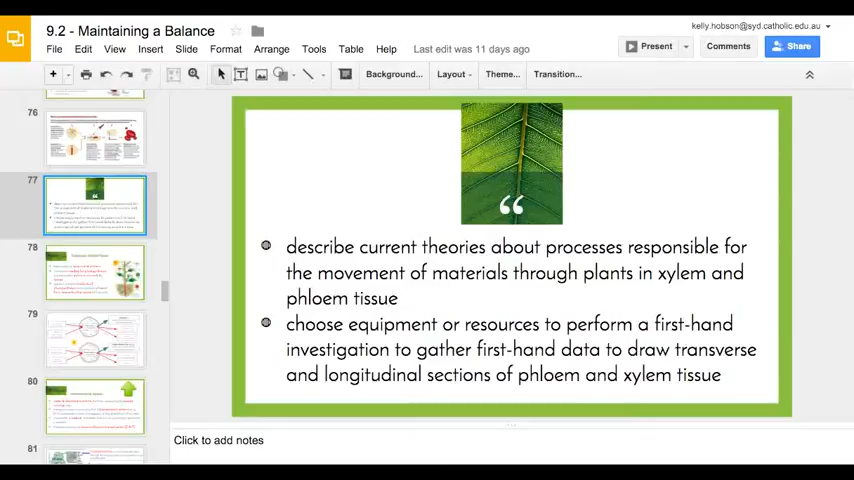 9.2 - Maintaining a Balance
kelly.hobson@syd.catholic.edu.au
File Edit View Insert Slide Format Arrange Tools Table Help Last edit was 11 days ago
Present Comments Share
Background... Layout Theme... Transition...
76
77
78
79
80
81
“
describe current theories about processes responsible for
the movement of materials through plants in xylem and
phloem tissue
choose equipment or resources to perform a first-hand
investigation to gather first-hand data to draw transverse
and longitudinal sections of phloem and xylem tissue
Click to add notes